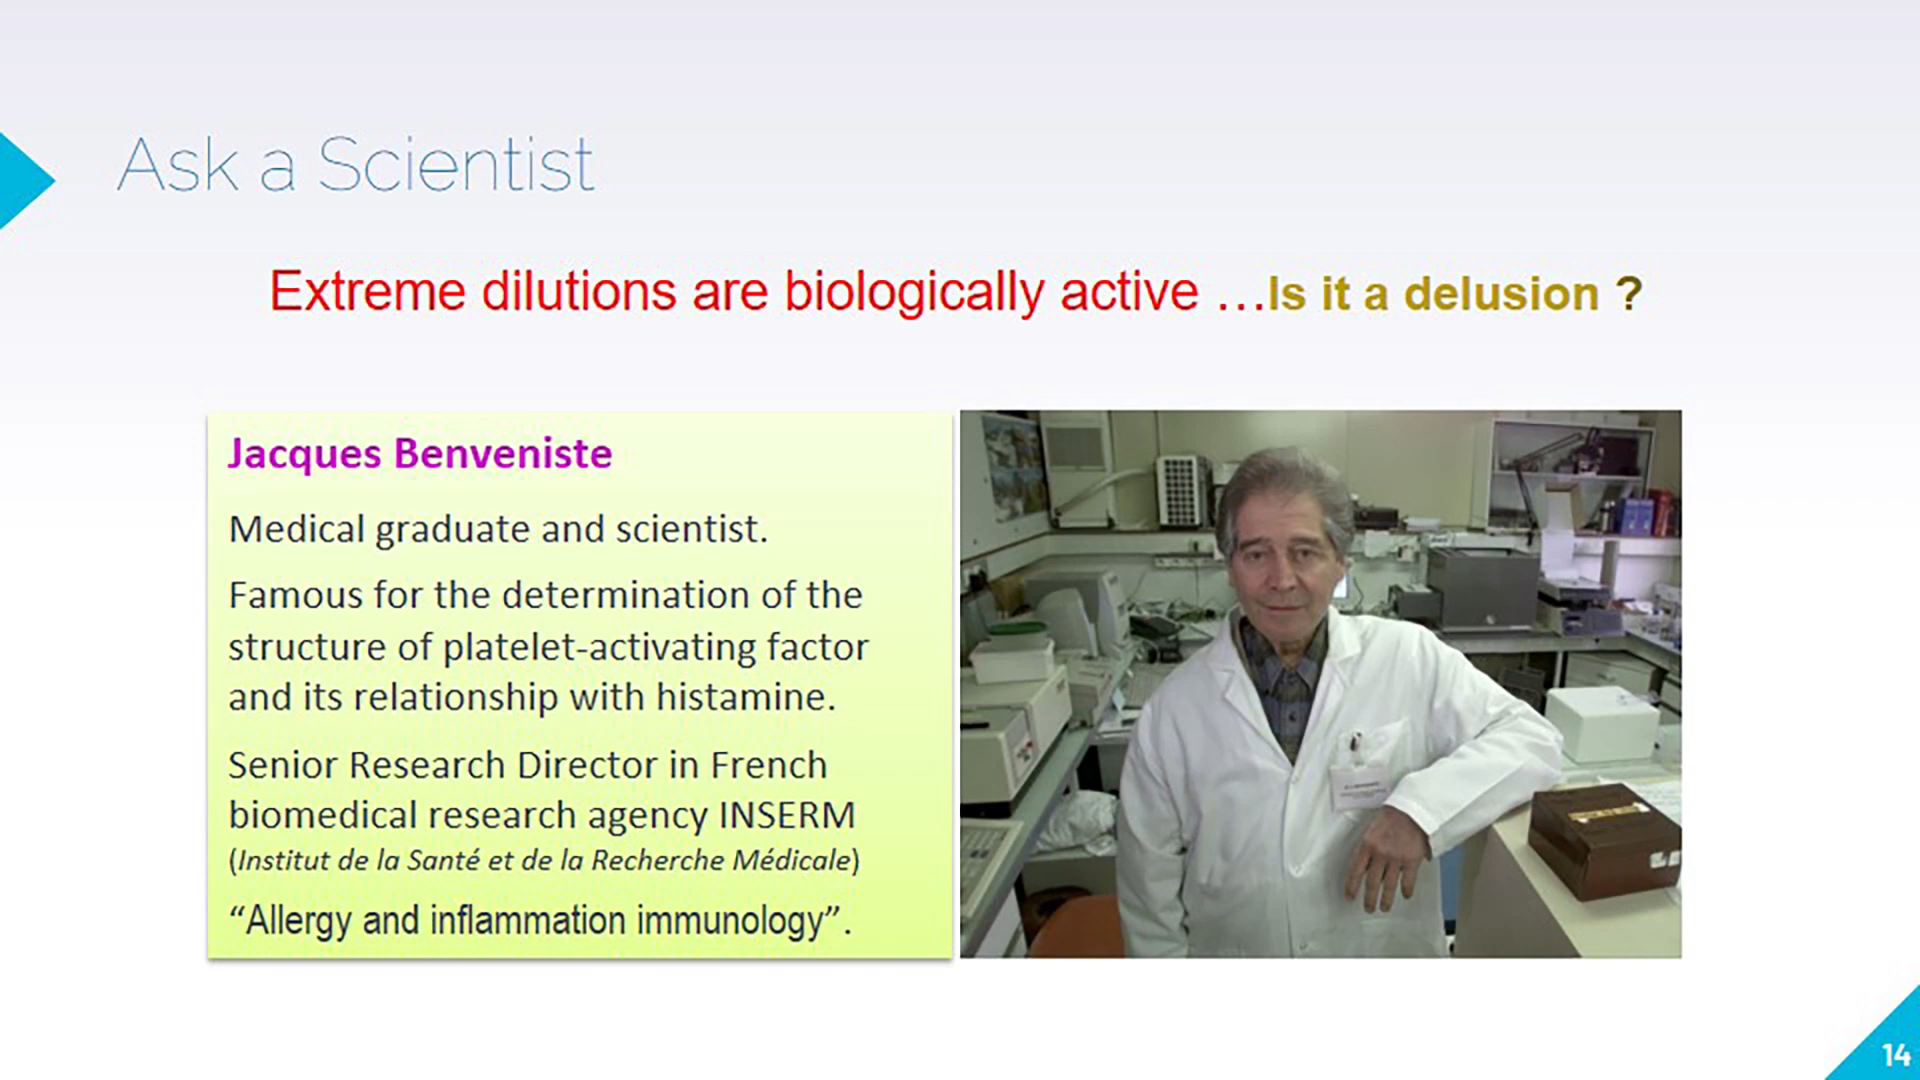 Ask a Scientist
Extreme dilutions are biologically active …Is it a delusion ?
Jacques Benveniste
Medical graduate and scientist.
Famous for the determination of the
structure of platelet-activating factor
and its relationship with histamine.
Senior Research Director in French
biomedical research agency INSERM
(Institut de la Santé et de la Recherche Médicale)
“Allergy and inflammation immunology”.
14